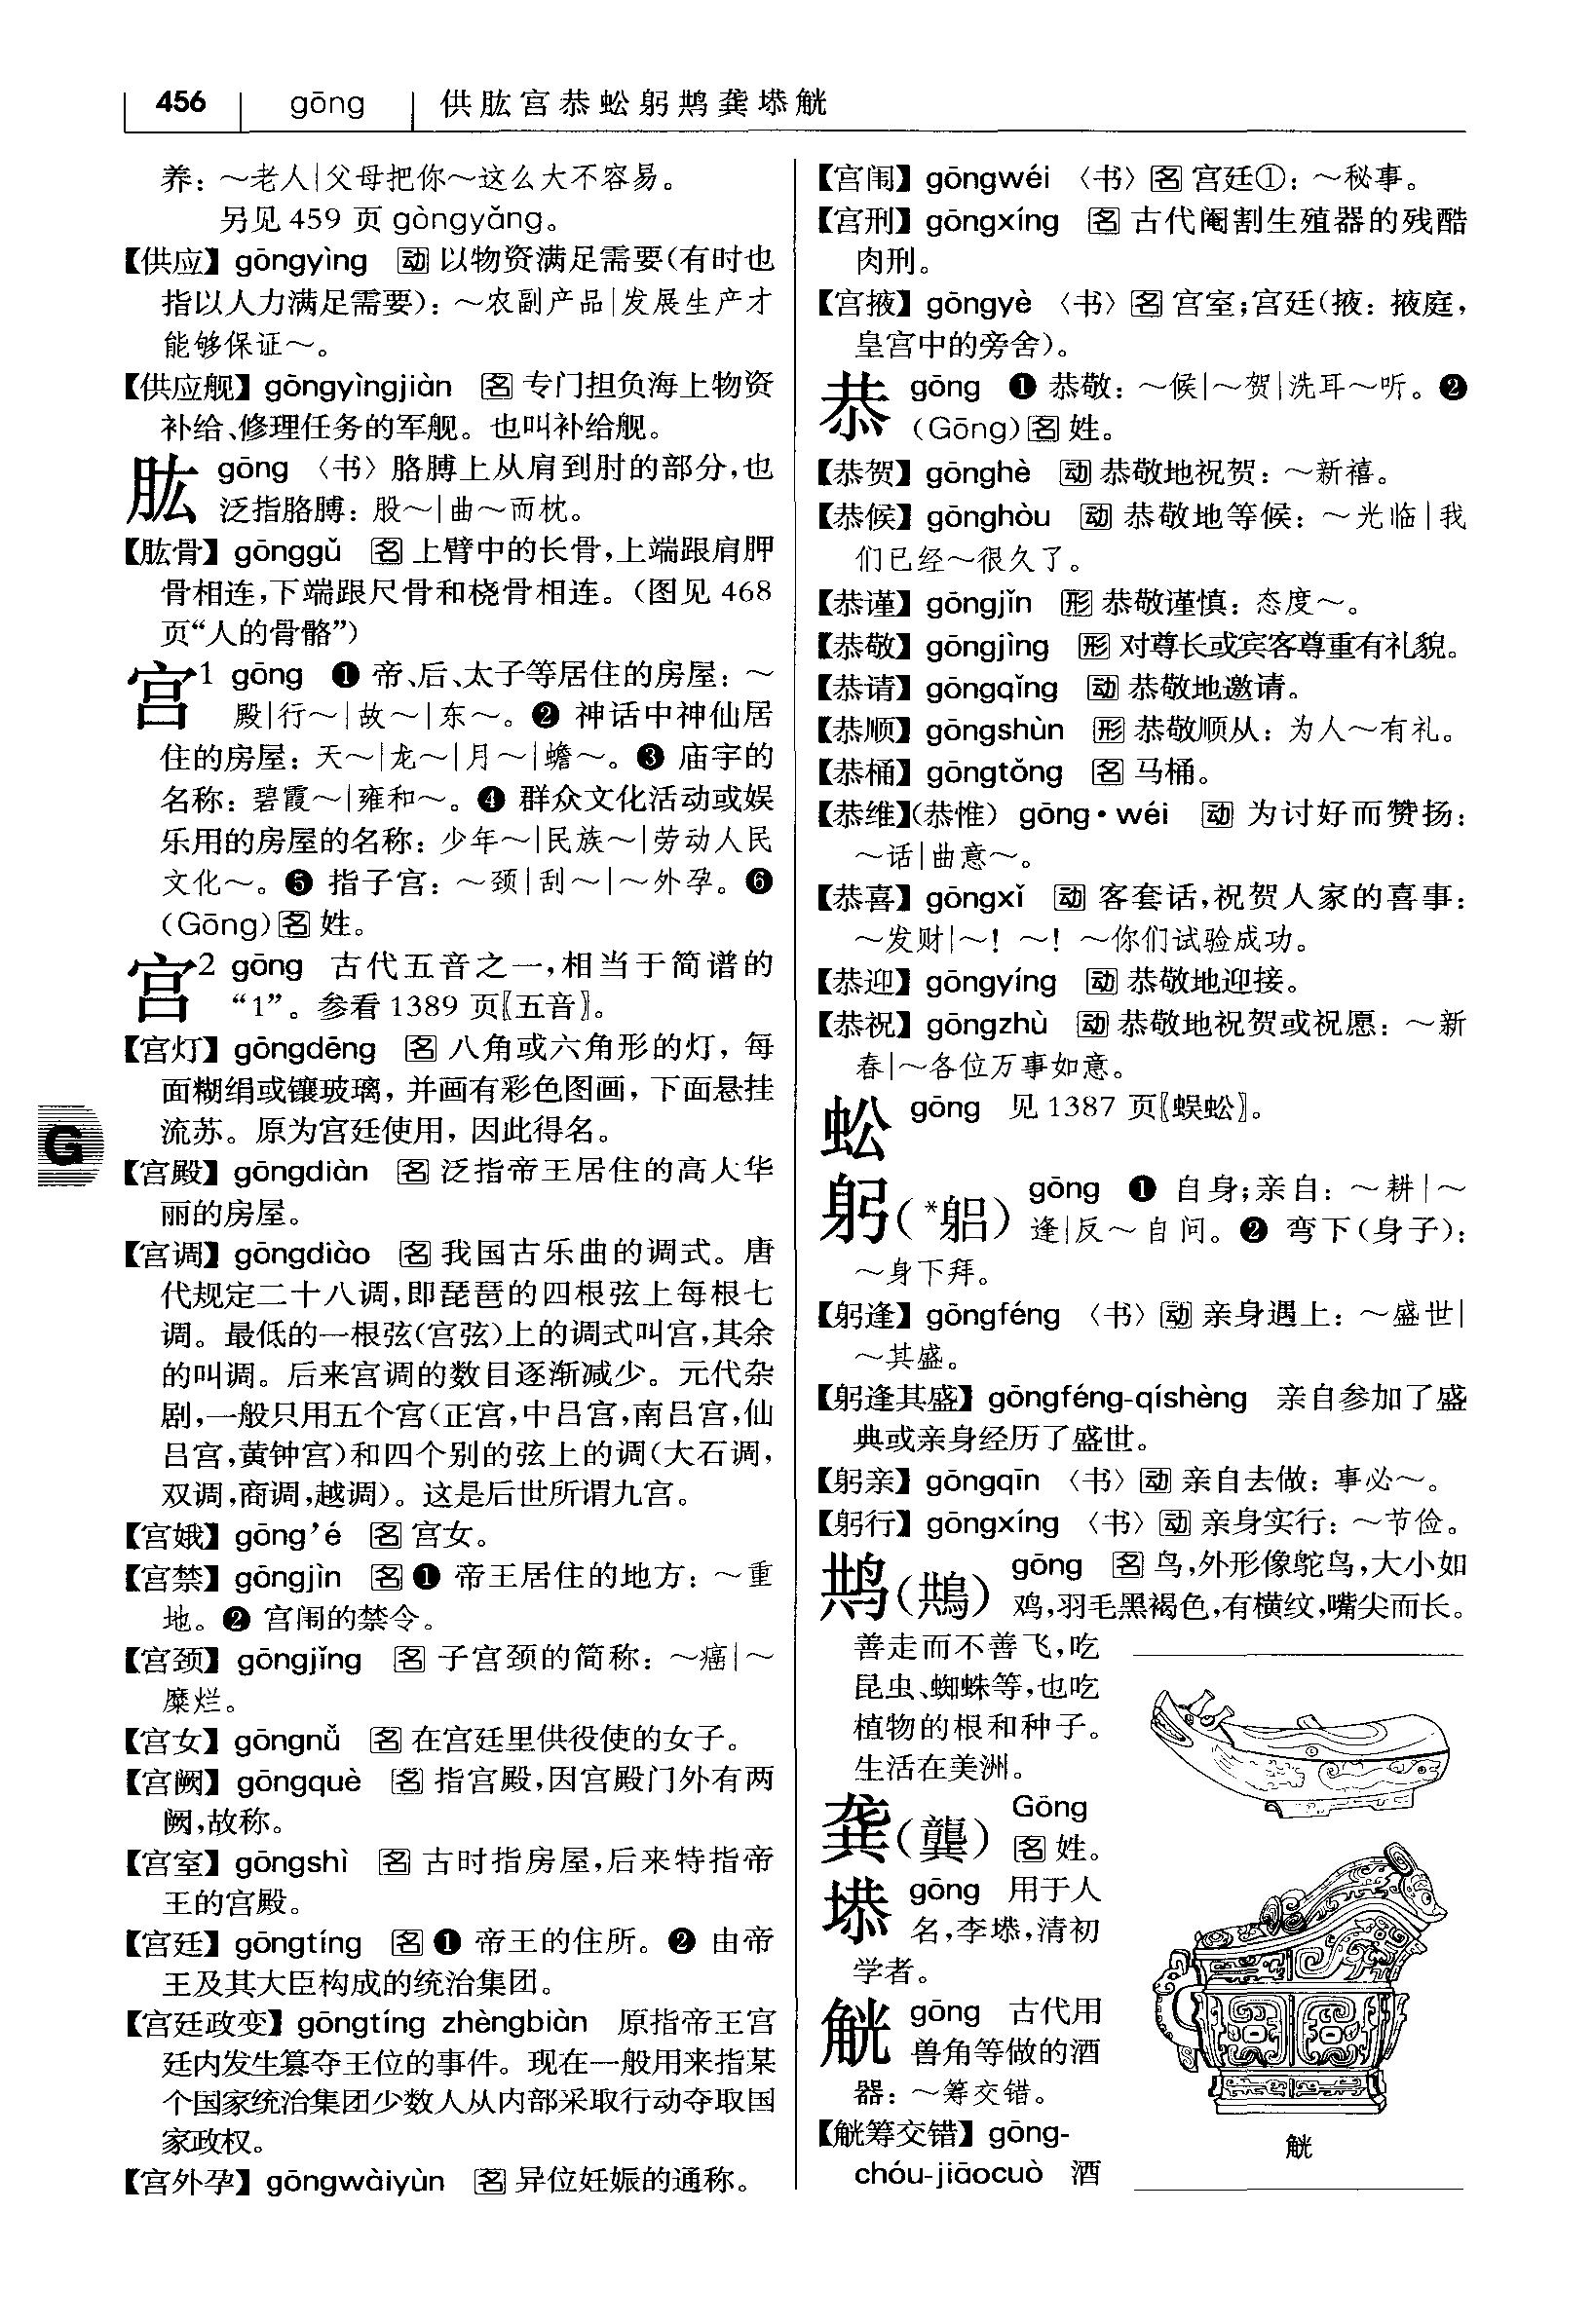 456 gōng 供肱宫恭蚣躬鹒龚塨觥
养：～老人|父母把你～这么大不容易。
另见459 页 gòngyǎng。
【供应】gōngyìng 动 以物资满足需要(有时也
指以人力满足需要)：～农副产品|发展生产才
能够保证～。
【供应舰】gōngyìngjiàn 名 专门担负海上物资
补给、修理任务的军舰。也叫补给舰。
肱 gōng 〈书〉胳膊上从肩到肘的部分,也
泛指胳膊：股～|曲～而枕。
【肱骨】gōnggǔ 名 上臂中的长骨,上端跟肩胛
骨相连,下端跟尺骨和桡骨相连。(图见 468
页“人的骨骼”)
宫1 gōng ❶ 帝、后、太子等居住的房屋：～
殿|行～|故～|东～。❷ 神话中神仙居
住的房屋：天～|龙～|月～|蟾～。❸ 庙宇的
名称：碧霞～|雍和～。❹ 群众文化活动或娱
乐用的房屋的名称：少年～|民族～|劳动人民
文化～。❺ 指子宫：～颈|刮～|～外孕。❻
(Gōng) 名 姓。
宫2 gōng 古代五音之一,相当于简谱的
“1”。参看1389 页〖五音〗。
【宫灯】gōngdēng 名 八角或六角形的灯,每
面糊绢或镶玻璃,并画有彩色图画,下面悬挂
流苏。原为宫廷使用,因此得名。
【宫殿】gōngdiàn 名 泛指帝王居住的高大华
丽的房屋。
【宫调】gōngdiào 名 我国古乐曲的调式。唐
代规定二十八调,即琵琶的四根弦上每根七
调。最低的一根弦(宫弦)上的调式叫宫,其余
的叫调。后来宫调的数目逐渐减少。元代杂
剧,一般只用五个宫(正宫,中吕宫,南吕宫,仙
吕宫,黄钟宫)和四个别的弦上的调(大石调,
双调,商调,越调)。这是后世所谓九宫。
【宫娥】gōng’é 名 宫女。
【宫禁】gōngjìn 名 ❶ 帝王居住的地方：～重
地。❷ 宫闱的禁令。
【宫颈】gōngjǐng 名 子宫颈的简称：～癌|～
糜烂。
【宫女】gōngnǚ 名 在宫廷里供役使的女子。
【宫阙】gōngquè 名 指宫殿,因宫殿门外有两
阙,故称。
【宫室】gōngshì 名 古时指房屋,后来特指帝
王的宫殿。
【宫廷】gōngtíng 名 ❶ 帝王的住所。❷ 由帝
王及其大臣构成的统治集团。
【宫廷政变】gōngtíng zhèngbiàn 原指帝王宫
廷内发生篡夺王位的事件。现在一般用来指某
个国家统治集团少数人从内部采取行动夺取国
家政权。
【宫外孕】gōngwàiyùn 名 异位妊娠的通称。
G
【宫闱】gōngwéi 〈书〉名 宫廷①：～秘事。
【宫刑】gōngxíng 名 古代阉割生殖器的残酷
肉刑。
【宫掖】gōngyè 〈书〉名 宫室;宫廷(掖：掖庭,
皇宫中的旁舍)。
恭 gōng ❶ 恭敬：～候|～贺|洗耳～听。❷
(Gōng) 名 姓。
【恭贺】gōnghè 动 恭敬地祝贺：～新禧。
【恭候】gōnghòu 动 恭敬地等候：～光临|我
们已经～很久了。
【恭谨】gōngjǐn 形 恭敬谨慎：态度～。
【恭敬】gōngjìng 形 对尊长或宾客尊重有礼貌。
【恭请】gōngqǐng 动 恭敬地邀请。
【恭顺】gōngshùn 形 恭敬顺从：为人～有礼。
【恭桶】gōngtǒng 名 马桶。
【恭维】(恭惟) gōng·wéi 动 为讨好而赞扬：
～话|曲意～。
【恭喜】gōngxǐ 动 客套话,祝贺人家的喜事：
～发财|～！～！～你们试验成功。
【恭迎】gōngyíng 动 恭敬地迎接。
【恭祝】gōngzhù 动 恭敬地祝贺或祝愿：～新
春|～各位万事如意。
蚣 gōng 见 1387 页〖蜈蚣〗。
躬(*躳) gōng ❶ 自身;亲自：～耕|～
逢|反～自问。❷ 弯下(身子)：
～身下拜。
【躬逢】gōngféng 〈书〉动 亲身遇上：～盛世|
～其盛。
【躬逢其盛】gōngféng-qíshèng 亲自参加了盛
典或亲身经历了盛世。
【躬亲】gōngqīn 〈书〉动 亲自去做：事必～。
【躬行】gōngxíng 〈书〉动 亲身实行：～节俭。
gōng 名 鸟,外形像鸵鸟,大小如
鸡,羽毛黑褐色,有横纹,嘴尖而长。
善走而不善飞,吃
昆虫、蜘蛛等,也吃
植物的根和种子。
生活在美洲。
龚(龔) Gōng
名 姓。
塨 gōng 用于人
名,李塨,清初
学者。
觥 gōng 古代用
兽角等做的酒
器：～筹交错。
【觥筹交错】gōng-
chóu-jiāocuò 酒
觥